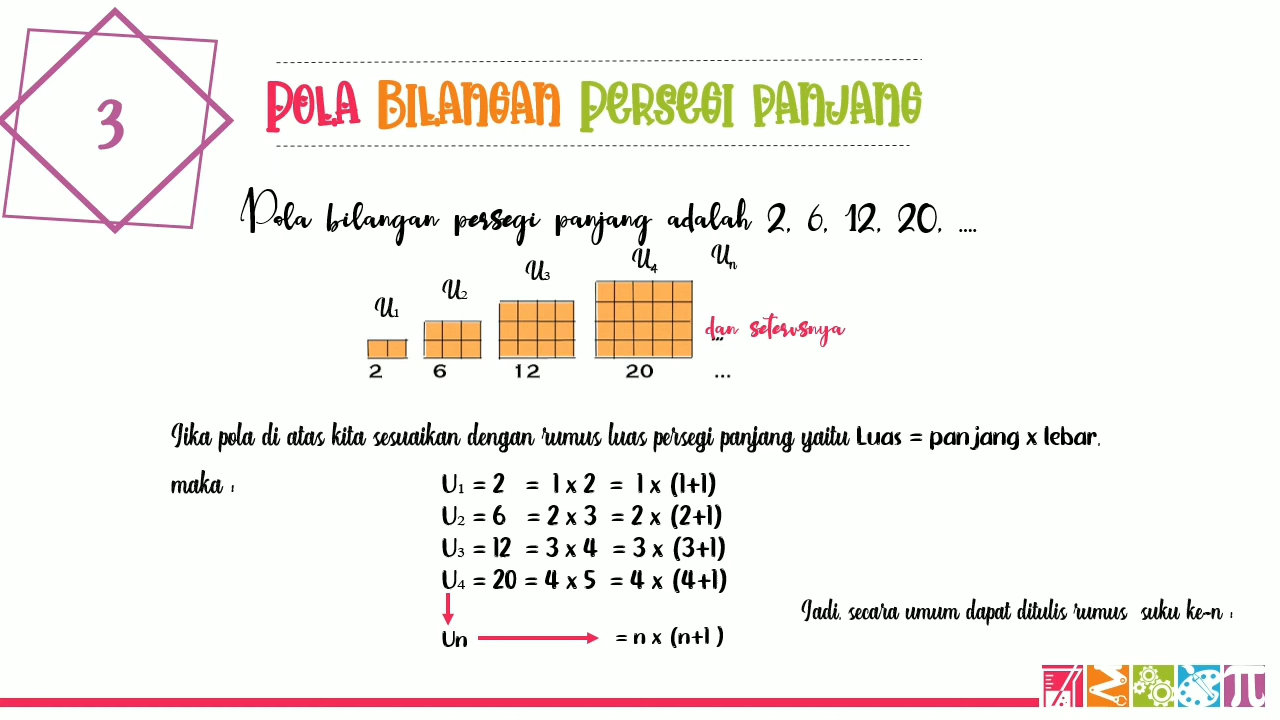 3
POLA BILANGAN PERSEGI PANJANG
Pola bilangan persegi panjang adalah 2, 6, 12, 20, ....
U1 U2 U3 U4 Un
dan seterusnya
...
2 6 12 20 ...
Jika pola di atas kita sesuaikan dengan rumus luas persegi panjang yaitu Luas = panjang x lebar,
maka :
U1 = 2 = 1 x 2 = 1 x (1+1)
U2 = 6 = 2 x 3 = 2 x (2+1)
U3 = 12 = 3 x 4 = 3 x (3+1)
U4 = 20 = 4 x 5 = 4 x (4+1)
Jadi, secara umum dapat ditulis rumus suku ke-n :
Un = n x (n+1 )
π